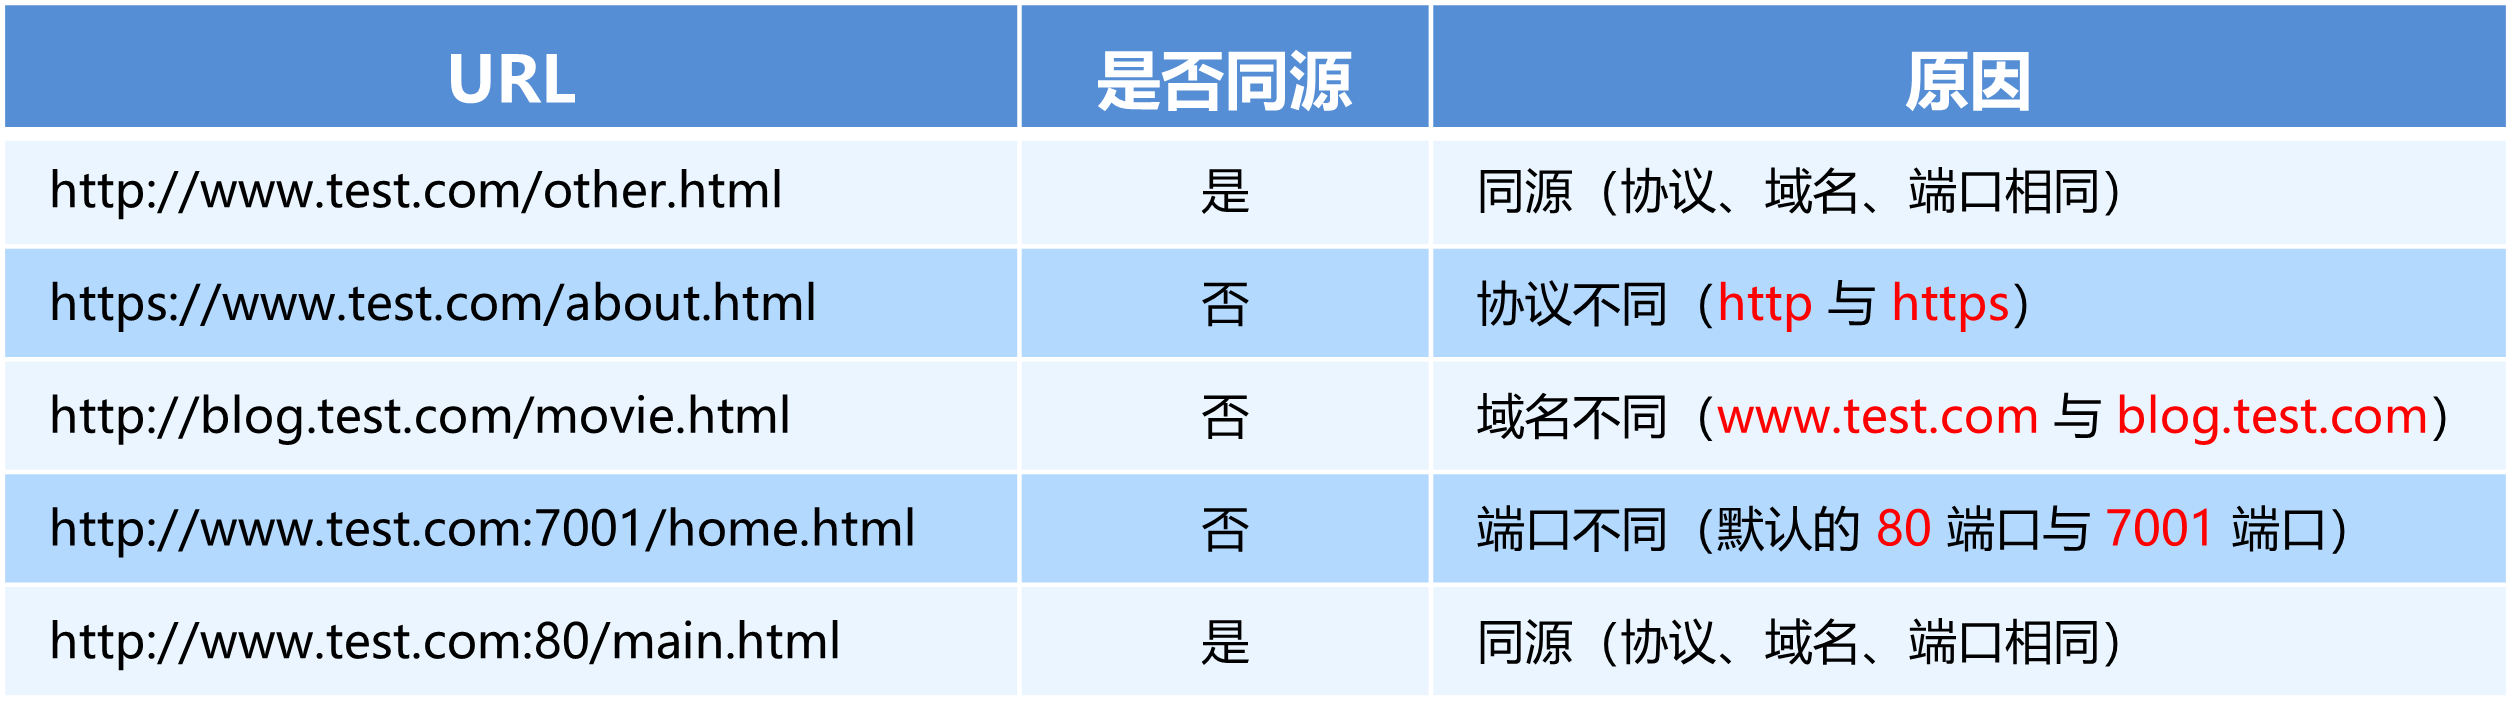 URL 是否同源 原因
http://www.test.com/other.html 是 同源（协议、域名、端口相同）
https://www.test.com/about.html 否 协议不同（http 与 https）
http://blog.test.com/movie.html 否 域名不同（www.test.com 与 blog.test.com）
http://www.test.com:7001/home.html 否 端口不同（默认的 80 端口与 7001 端口）
http://www.test.com:80/main.html 是 同源（协议、域名、端口相同）